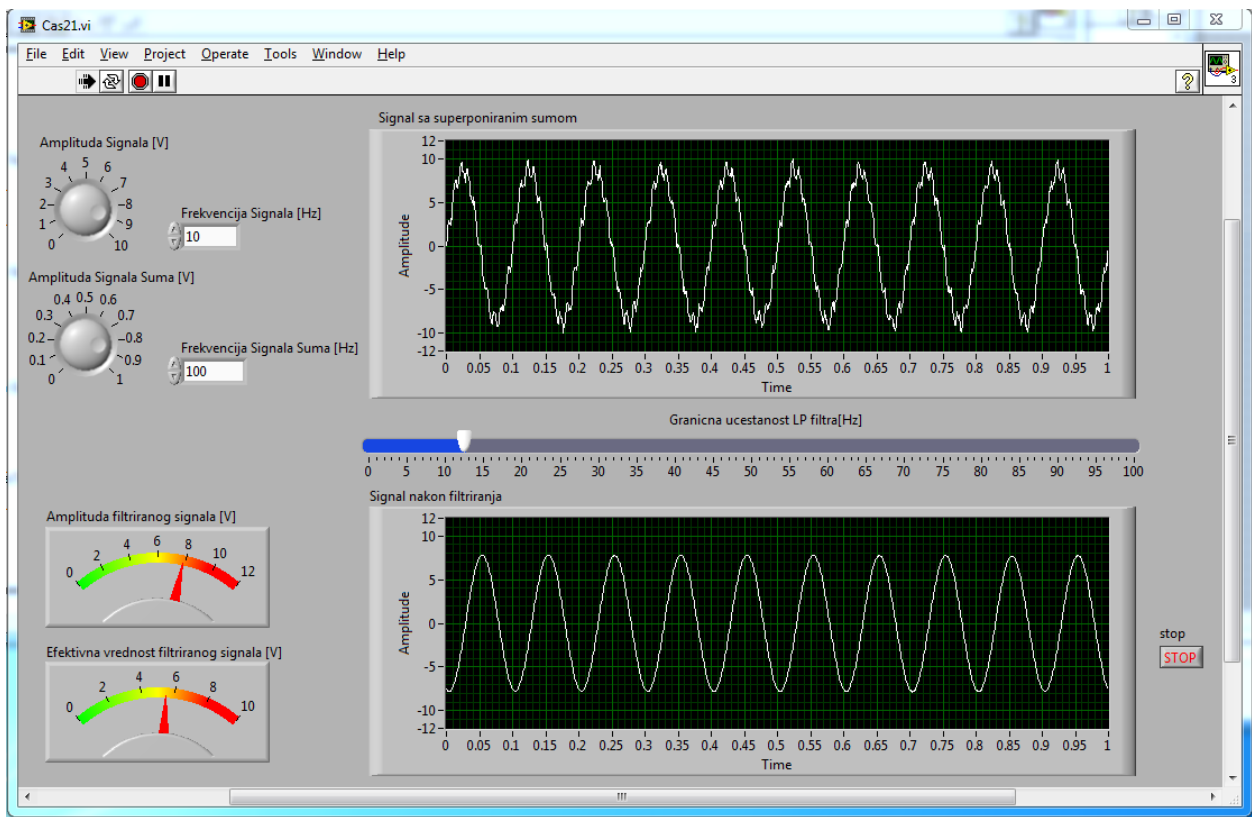 Cas21.vi
File Edit View Project Operate Tools Window Help
3
Signal sa superponiranim sumom
Amplituda Signala [V]
0 1 2 3 4 5 6 7 8 9 10
Frekvencija Signala [Hz]
10
Amplituda Signala Suma [V]
0 0.1 0.2 0.3 0.4 0.5 0.6 0.7 0.8 0.9 1
Frekvencija Signala Suma [Hz]
100
Amplitude
12
10
5
0
-5
-10
-12
0 0.05 0.1 0.15 0.2 0.25 0.3 0.35 0.4 0.45 0.5 0.55 0.6 0.65 0.7 0.75 0.8 0.85 0.9 0.95 1
Time
Granicna ucestanost LP filtra[Hz]
0 5 10 15 20 25 30 35 40 45 50 55 60 65 70 75 80 85 90 95 100
Signal nakon filtriranja
Amplitude
12
10
5
0
-5
-10
-12
0 0.05 0.1 0.15 0.2 0.25 0.3 0.35 0.4 0.45 0.5 0.55 0.6 0.65 0.7 0.75 0.8 0.85 0.9 0.95 1
Time
Amplituda filtriranog signala [V]
0 2 4 6 8 10 12
Efektivna vrednost filtriranog signala [V]
0 2 4 6 8 10
stop
STOP